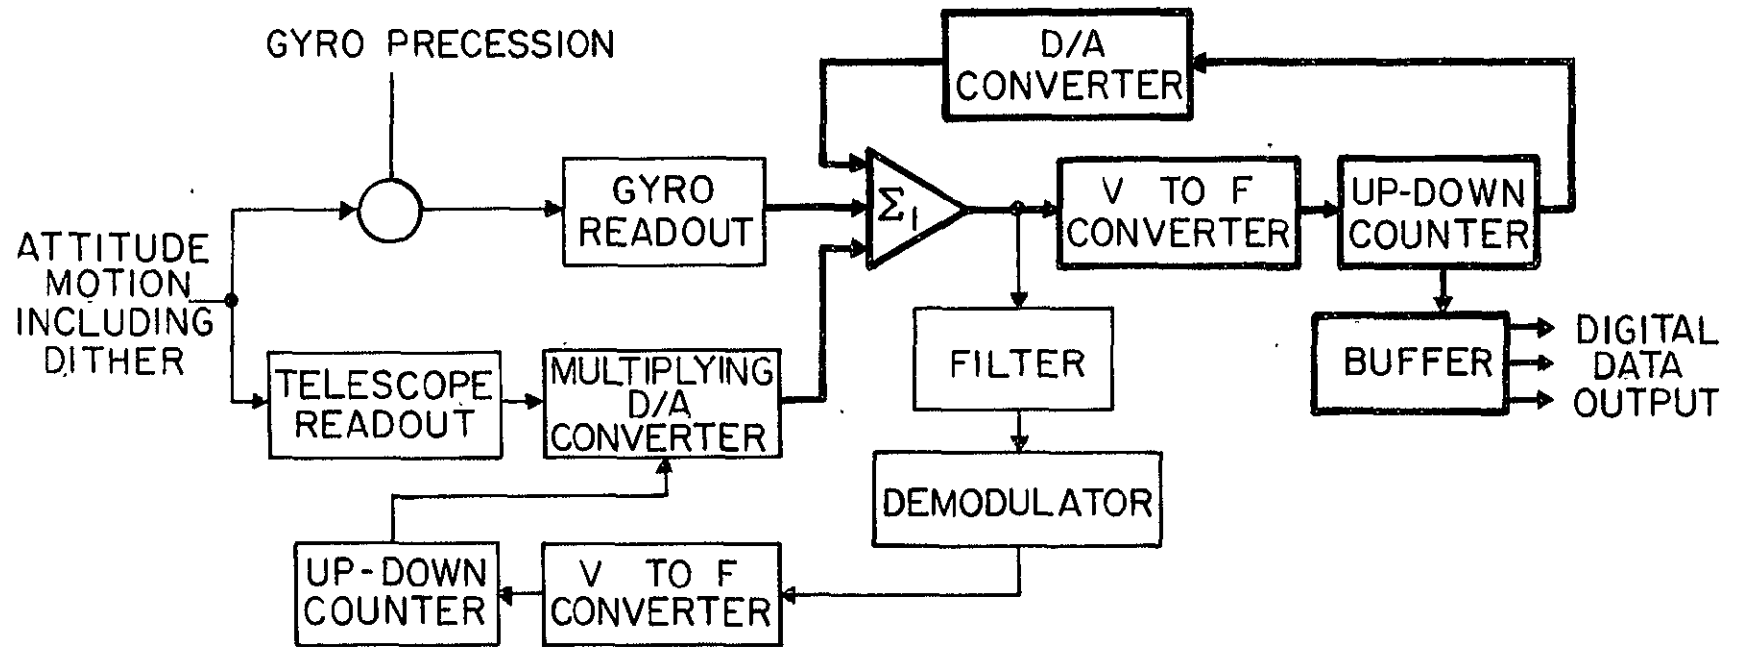 GYRO PRECESSION
D/A
CONVERTER
GYRO
READOUT
Σ1
V TO F
CONVERTER
UP-DOWN
COUNTER
ATTITUDE
MOTION
INCLUDING
DITHER
TELESCOPE
READOUT
MULTIPLYING
D/A
CONVERTER
FILTER
BUFFER
DIGITAL
DATA
OUTPUT
DEMODULATOR
UP-DOWN
COUNTER
V TO F
CONVERTER